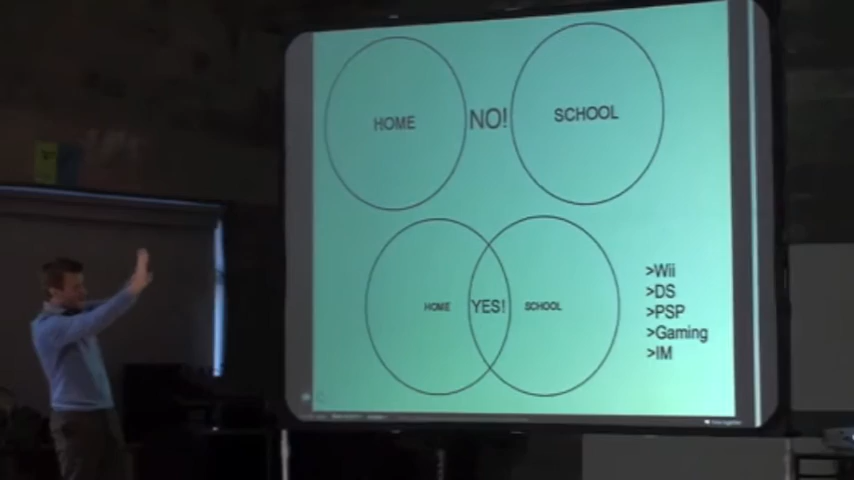 HOME NO! SCHOOL
HOME YES! SCHOOL
>Wii
>DS
>PSP
>Gaming
>IM